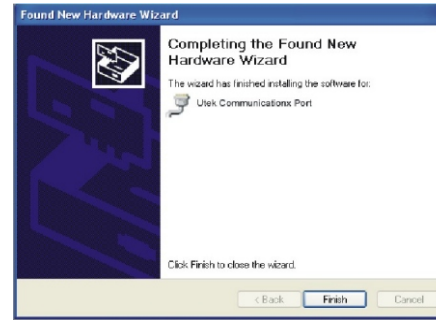 Found New Hardware Wizard
Completing the Found New
Hardware Wizard
The wizard has finished installing the software for:
Utek Communicationx Port
Click Finish to close the wizard.
< Back
Finish
Cancel